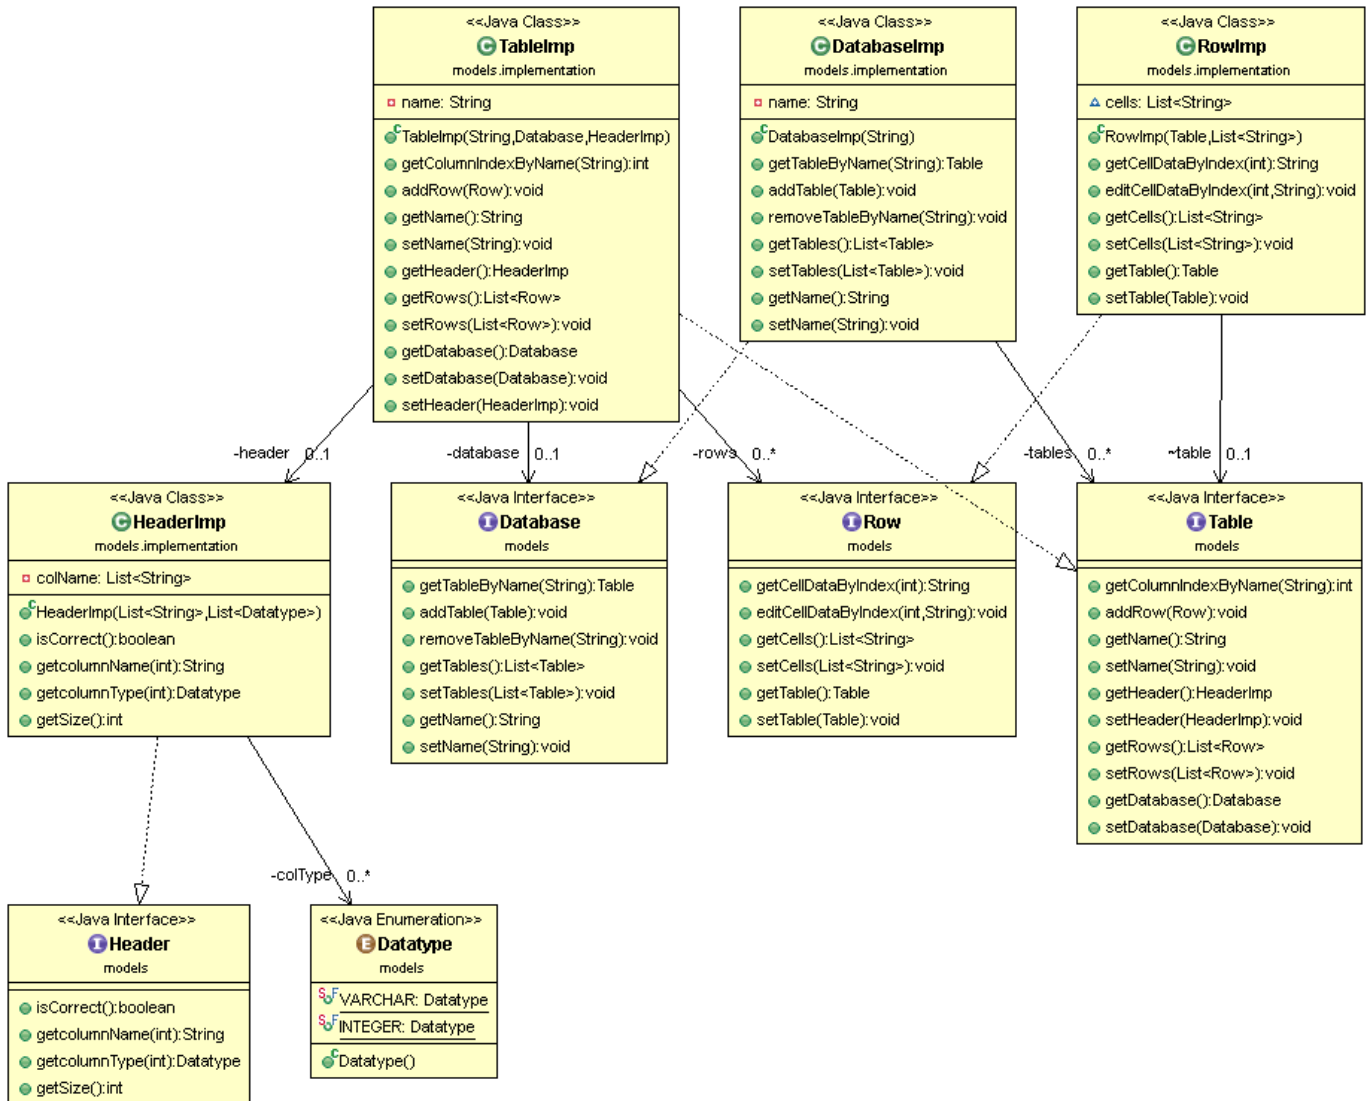 <<Java Class>>
TableImp
models.implementation
name: String
TableImp(String,Database,HeaderImp)
getColumnIndexByName(String):int
addRow(Row):void
getName():String
setName(String):void
getHeader():HeaderImp
getRows():List<Row>
setRows(List<Row>):void
getDatabase():Database
setDatabase(Database):void
setHeader(HeaderImp):void
<<Java Class>>
DatabaseImp
models.implementation
name: String
DatabaseImp(String)
getTableByName(String):Table
addTable(Table):void
removeTableByName(String):void
getTables():List<Table>
setTables(List<Table>):void
getName():String
setName(String):void
<<Java Class>>
RowImp
models.implementation
cells: List<String>
RowImp(Table,List<String>)
getCellDataByIndex(int):String
editCellDataByIndex(int,String):void
getCells():List<String>
setCells(List<String>):void
getTable():Table
setTable(Table):void
-header 0..1
-database 0..1
-rows 0..*
-tables 0..*
~table 0..1
<<Java Class>>
HeaderImp
models.implementation
colName: List<String>
HeaderImp(List<String>,List<Datatype>)
isCorrect():boolean
getcolumnName(int):String
getcolumnType(int):Datatype
getSize():int
<<Java Interface>>
Database
models
getTableByName(String):Table
addTable(Table):void
removeTableByName(String):void
getTables():List<Table>
setTables(List<Table>):void
getName():String
setName(String):void
<<Java Interface>>
Row
models
getCellDataByIndex(int):String
editCellDataByIndex(int,String):void
getCells():List<String>
setCells(List<String>):void
getTable():Table
setTable(Table):void
<<Java Interface>>
Table
models
getColumnIndexByName(String):int
addRow(Row):void
getName():String
setName(String):void
getHeader():HeaderImp
setHeader(HeaderImp):void
getRows():List<Row>
setRows(List<Row>):void
getDatabase():Database
setDatabase(Database):void
-colType 0..*
<<Java Interface>>
Header
models
isCorrect():boolean
getcolumnName(int):String
getcolumnType(int):Datatype
getSize():int
<<Java Enumeration>>
Datatype
models
VARCHAR: Datatype
INTEGER: Datatype
Datatype()